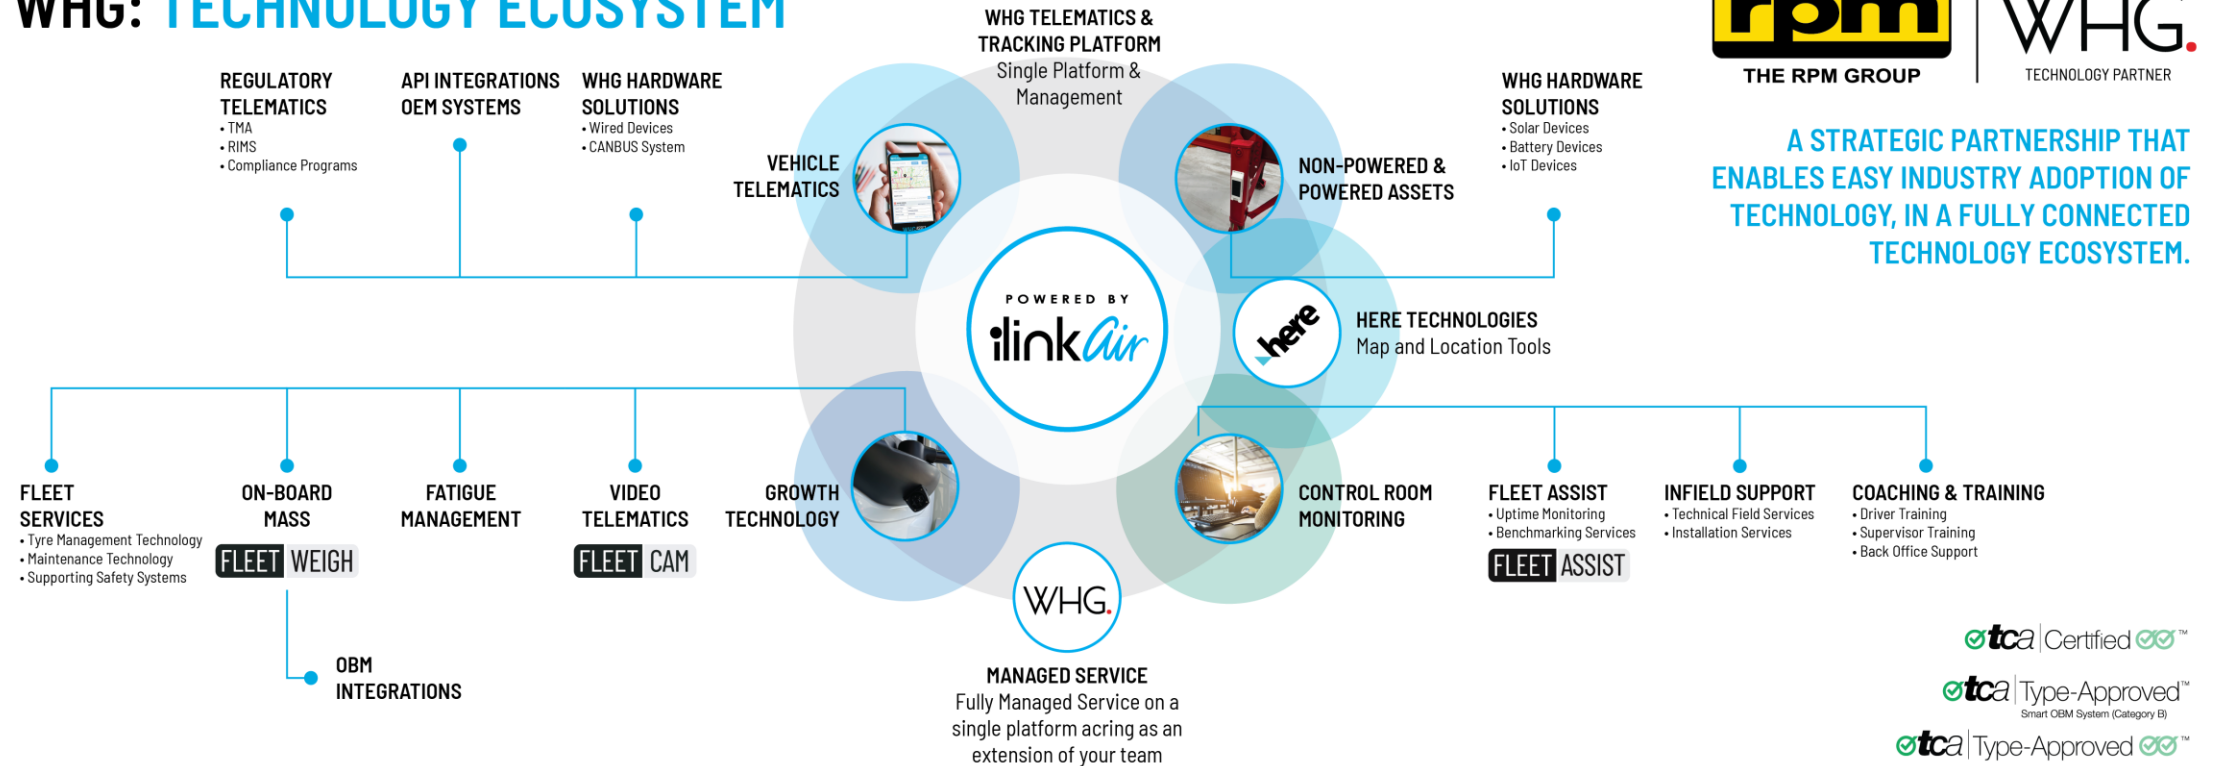 WHG: TECHNOLOGY ECOSYSTEM
WHG TELEMATICS &
TRACKING PLATFORM
Single Platform &
Management
rpm
THE RPM GROUP
WHG.
TECHNOLOGY PARTNER
A STRATEGIC PARTNERSHIP THAT
ENABLES EASY INDUSTRY ADOPTION OF
TECHNOLOGY, IN A FULLY CONNECTED
TECHNOLOGY ECOSYSTEM.
REGULATORY
TELEMATICS
• TMA
• RIMS
• Compliance Programs
API INTEGRATIONS
OEM SYSTEMS
WHG HARDWARE
SOLUTIONS
• Wired Devices
• CANBUS System
VEHICLE
TELEMATICS
NON-POWERED &
POWERED ASSETS
WHG HARDWARE
SOLUTIONS
• Solar Devices
• Battery Devices
• IoT Devices
POWERED BY
ilink air
here
HERE TECHNOLOGIES
Map and Location Tools
FLEET
SERVICES
• Tyre Management Technology
• Maintenance Technology
• Supporting Safety Systems
ON-BOARD
MASS
FLEET WEIGH
OBM
INTEGRATIONS
FATIGUE
MANAGEMENT
VIDEO
TELEMATICS
FLEET CAM
GROWTH
TECHNOLOGY
CONTROL ROOM
MONITORING
FLEET ASSIST
• Uptime Monitoring
• Benchmarking Services
FLEET ASSIST
INFIELD SUPPORT
• Technical Field Services
• Installation Services
COACHING & TRAINING
• Driver Training
• Supervisor Training
• Back Office Support
WHG.
MANAGED SERVICE
Fully Managed Service on a
single platform acring as an
extension of your team
tca Certified ™
tca Type-Approved™
Smart OBM System (Category B)
tca Type-Approved ™